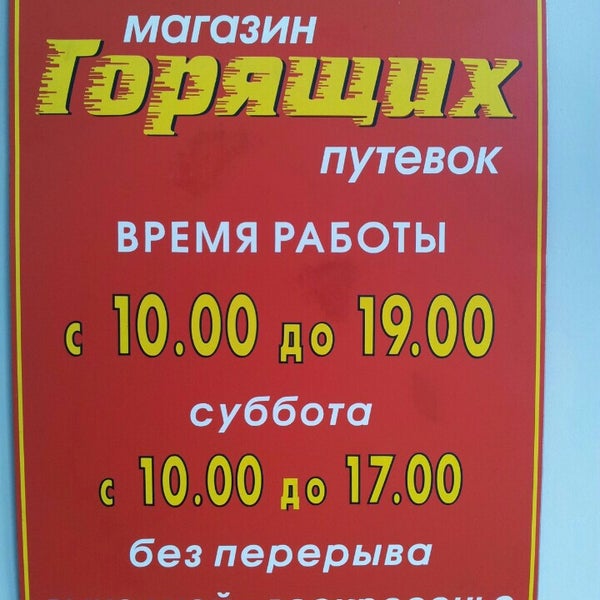 магазин
Горящих
путевок
ВРЕМЯ РАБОТЫ
с 10.00 до 19.00
суббота
с 10.00 до 17.00
без перерыва